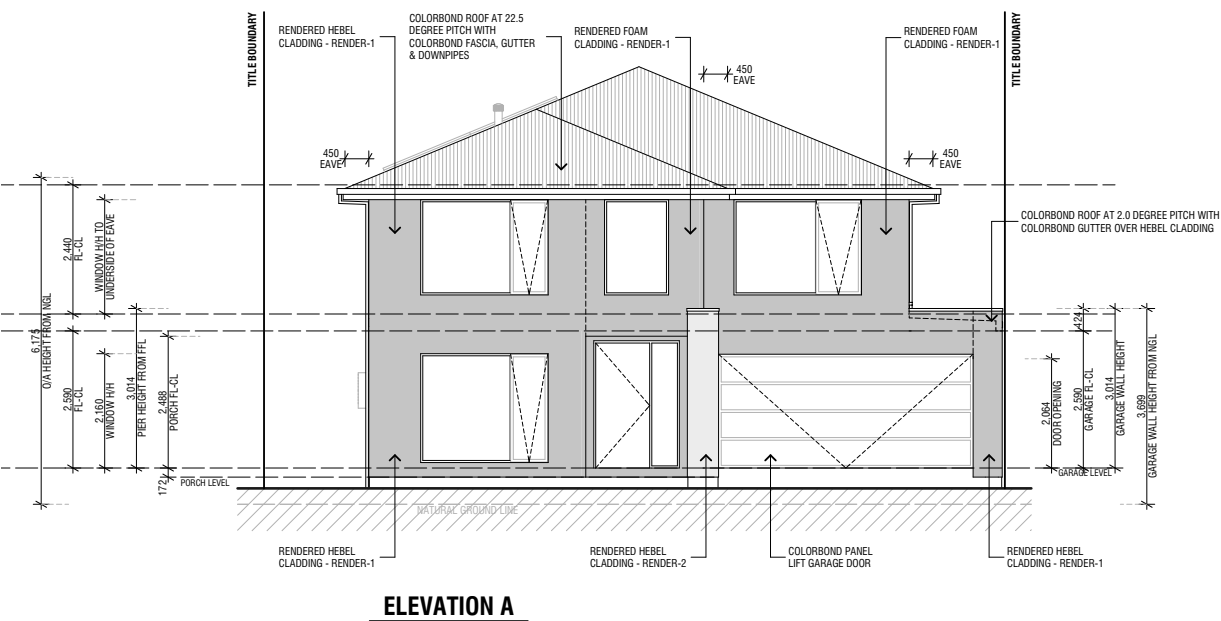 TITLE BOUNDARY
RENDERED HEBEL
CLADDING - RENDER-1
COLORBOND ROOF AT 22.5
DEGREE PITCH WITH
COLORBOND FASCIA, GUTTER
& DOWNPIPES
RENDERED FOAM
CLADDING - RENDER-1
RENDERED FOAM
CLADDING - RENDER-1
TITLE BOUNDARY
450
EAVE
450
EAVE
450
EAVE
COLORBOND ROOF AT 2.0 DEGREE PITCH WITH
COLORBOND GUTTER OVER HEBEL CLADDING
6,175
O/A HEIGHT FROM NGL
2,440
FL-CL
WINDOW H/H TO
UNDERSIDE OF EAVE
2,590
FL-CL
2,160
WINDOW H/H
3,014
PIER HEIGHT FROM FFL
2,488
PORCH FL-CL
172
PORCH LEVEL
424
2,064
DOOR OPENING
2,590
GARAGE FL-CL
3,014
GARAGE WALL HEIGHT
3,699
GARAGE WALL HEIGHT FROM NGL
GARAGE LEVEL
NATURAL GROUND LINE
RENDERED HEBEL
CLADDING - RENDER-1
RENDERED HEBEL
CLADDING - RENDER-2
COLORBOND PANEL
LIFT GARAGE DOOR
RENDERED HEBEL
CLADDING - RENDER-1
ELEVATION A